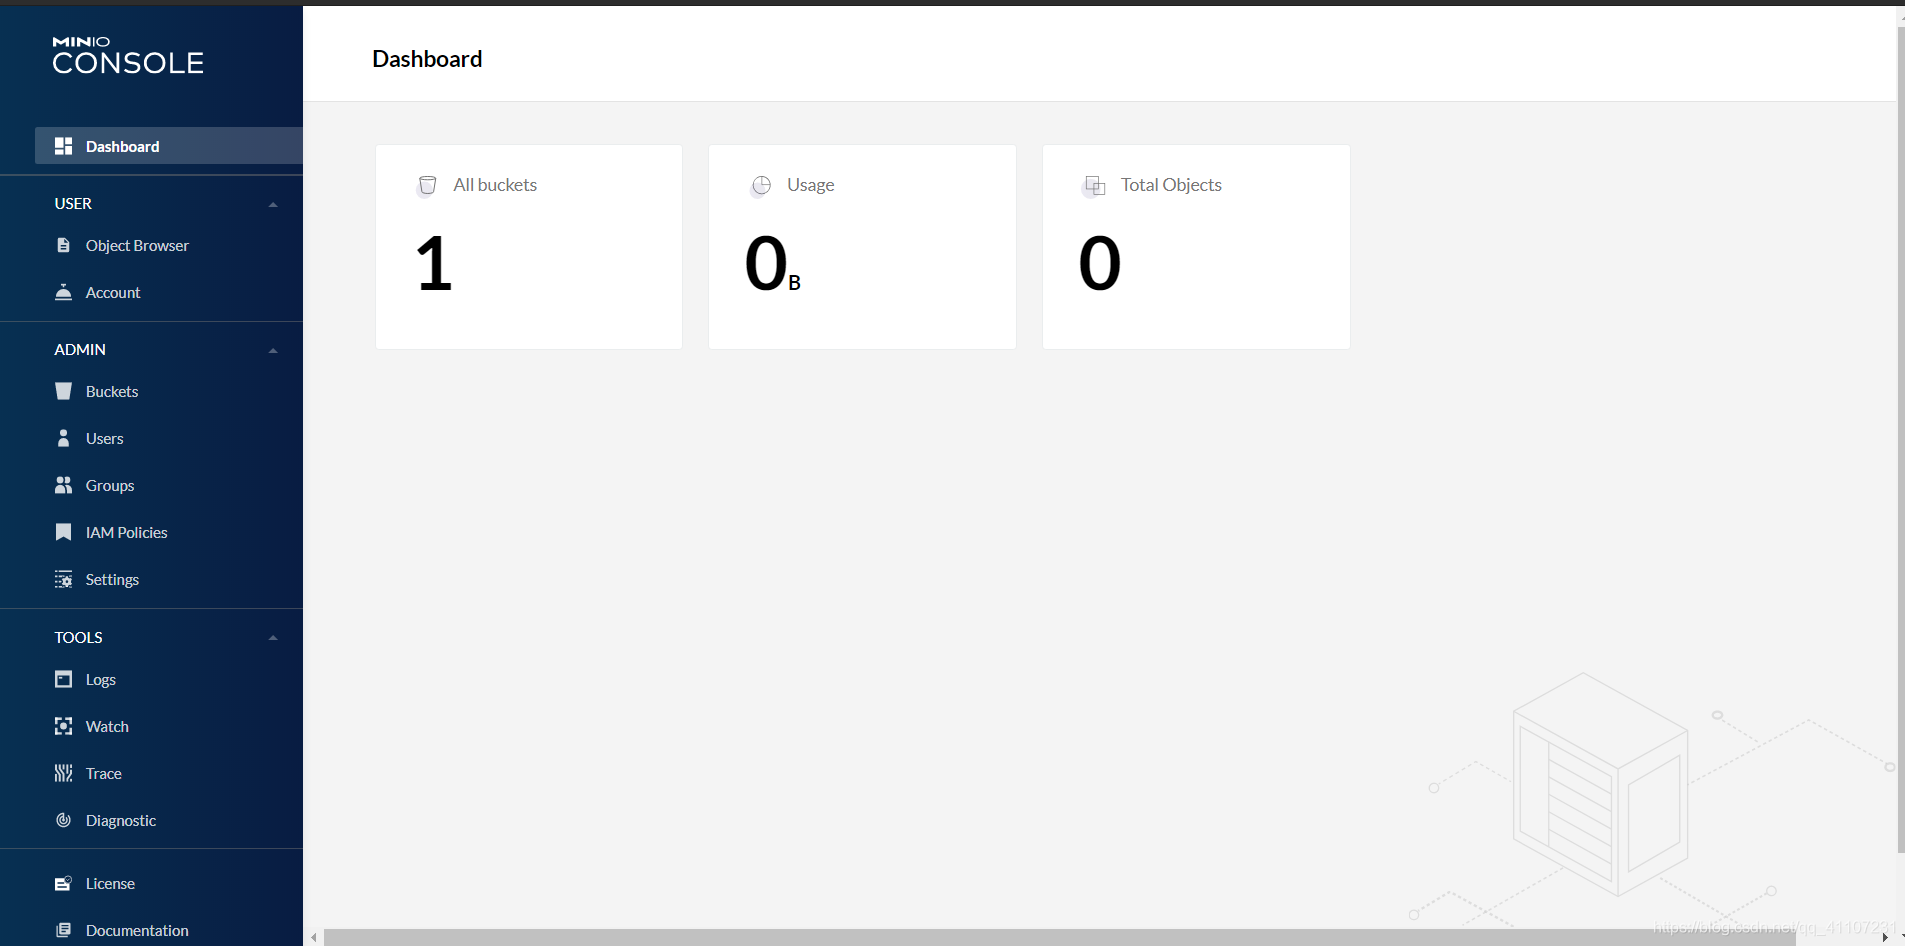 MINIO
CONSOLE
Dashboard
Dashboard
USER
Object Browser
Account
ADMIN
Buckets
Users
Groups
IAM Policies
Settings
TOOLS
Logs
Watch
Trace
Diagnostic
License
Documentation
All buckets
1
Usage
0 B
Total Objects
0
https://blog.csdn.net/qq_41107231